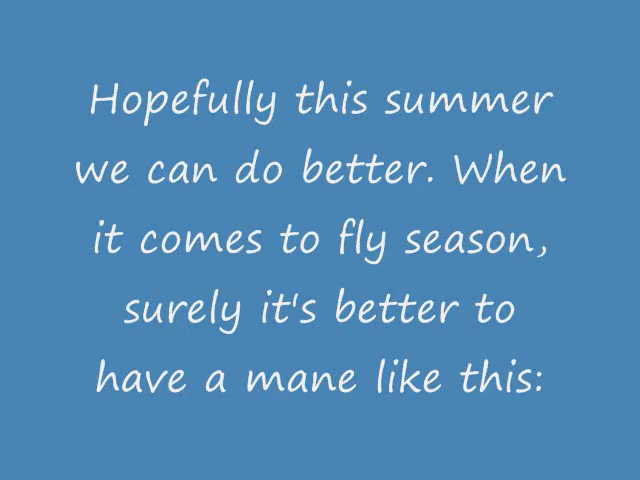 Hopefully this summer
we can do better. When
it comes to fly season,
surely it's better to
have a mane like this: